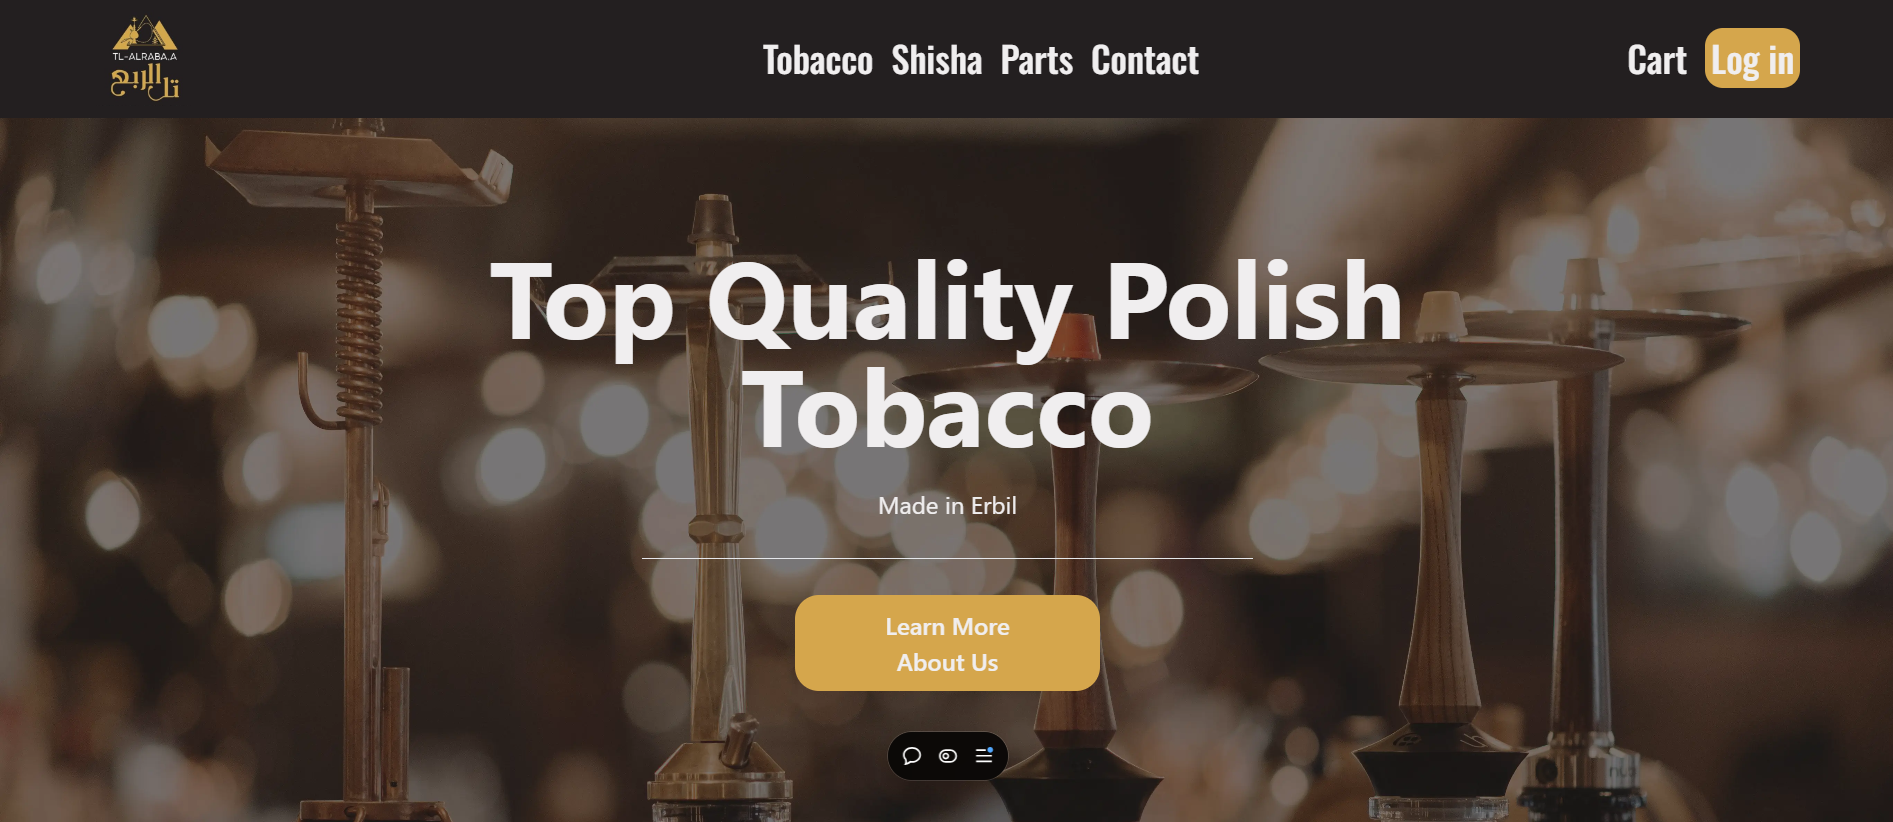 TL-ALRABA.A
تل الربح
Tobacco Shisha Parts Contact
Cart Log in
Top Quality Polish
Tobacco
Made in Erbil
Learn More
About Us